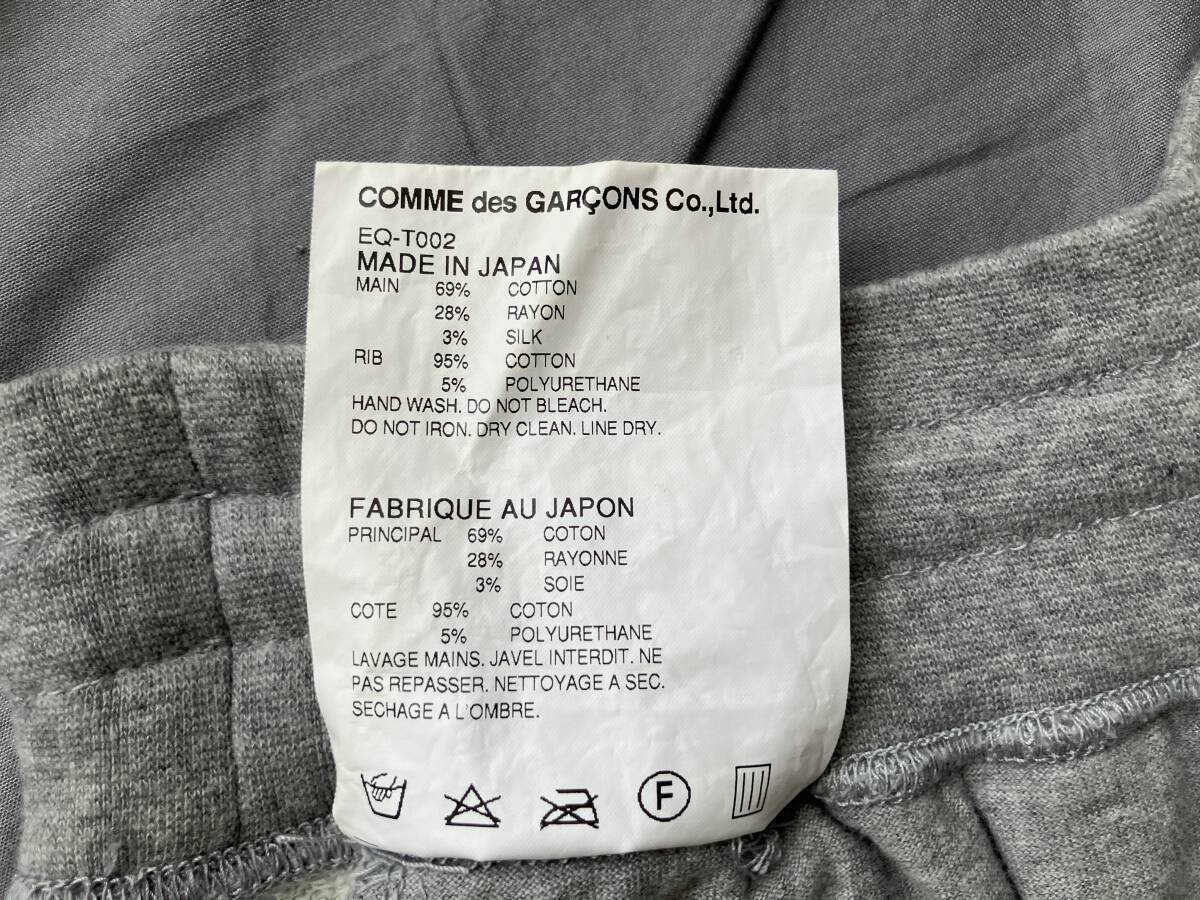 COMME des GARÇONS Co.,Ltd.
EQ-T002
MADE IN JAPAN
MAIN 69% COTTON
28% RAYON
3% SILK
RIB 95% COTTON
5% POLYURETHANE
HAND WASH. DO NOT BLEACH.
DO NOT IRON. DRY CLEAN. LINE DRY.
FABRIQUE AU JAPON
PRINCIPAL 69% COTON
28% RAYONNE
3% SOIE
COTE 95% COTON
5% POLYURETHANE
LAVAGE MAINS. JAVEL INTERDIT. NE
PAS REPASSER. NETTOYAGE A SEC.
SECHAGE A L'OMBRE.
F